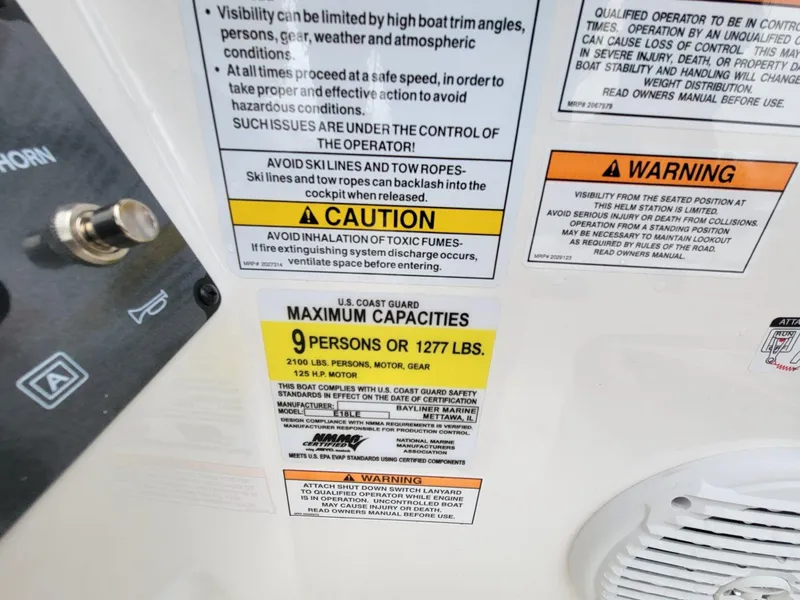 • Visibility can be limited by high boat trim angles,
persons, gear, weather and atmospheric
conditions.
• At all times proceed at a safe speed, in order to
take proper and effective action to avoid
hazardous conditions.
SUCH ISSUES ARE UNDER THE CONTROL OF
THE OPERATOR!
AVOID SKI LINES AND TOW ROPES-
Ski lines and tow ropes can backlash into the
cockpit when released.
CAUTION
AVOID INHALATION OF TOXIC FUMES-
If fire extinguishing system discharge occurs,
MRP# 2027314 ventilate space before entering.
QUALIFIED OPERATOR TO BE IN CONTRO
TIMES. OPERATION BY AN UNQUALIFIED O
CAN CAUSE LOSS OF CONTROL. THIS MAY
IN SEVERE INJURY, DEATH, OR PROPERTY DA
BOAT STABILITY AND HANDLING WILL CHANGE
WEIGHT DISTRIBUTION.
READ OWNERS MANUAL BEFORE USE.
MRP# 2067579
WARNING
VISIBILITY FROM THE SEATED POSITION AT
THIS HELM STATION IS LIMITED.
AVOID SERIOUS INJURY OR DEATH FROM COLLISIONS.
OPERATION FROM A STANDING POSITION
MAY BE NECESSARY TO MAINTAIN LOOKOUT
AS REQUIRED BY RULES OF THE ROAD.
READ OWNERS MANUAL.
MRP# 2029123
HORN
A
U.S. COAST GUARD
MAXIMUM CAPACITIES
9 PERSONS OR 1277 LBS.
2100 LBS. PERSONS, MOTOR, GEAR
125 H.P. MOTOR
THIS BOAT COMPLIES WITH U.S. COAST GUARD SAFETY
STANDARDS IN EFFECT ON THE DATE OF CERTIFICATION
MANUFACTURER: BAYLINER MARINE
MODEL: E18LE METTAWA, IL
DESIGN COMPLIANCE WITH NMMA REQUIREMENTS IS VERIFIED.
MANUFACTURER RESPONSIBLE FOR PRODUCTION CONTROL.
NMMA
CERTIFIED
NATIONAL MARINE
MANUFACTURERS
ASSOCIATION
MEETS U.S. EPA EVAP STANDARDS USING CERTIFIED COMPONENTS
WARNING
ATTACH SHUT DOWN SWITCH LANYARD
TO QUALIFIED OPERATOR WHILE ENGINE
IS IN OPERATION. UNCONTROLLED BOAT
MAY CAUSE INJURY OR DEATH.
READ OWNERS MANUAL BEFORE USE.
ATTA
RUN